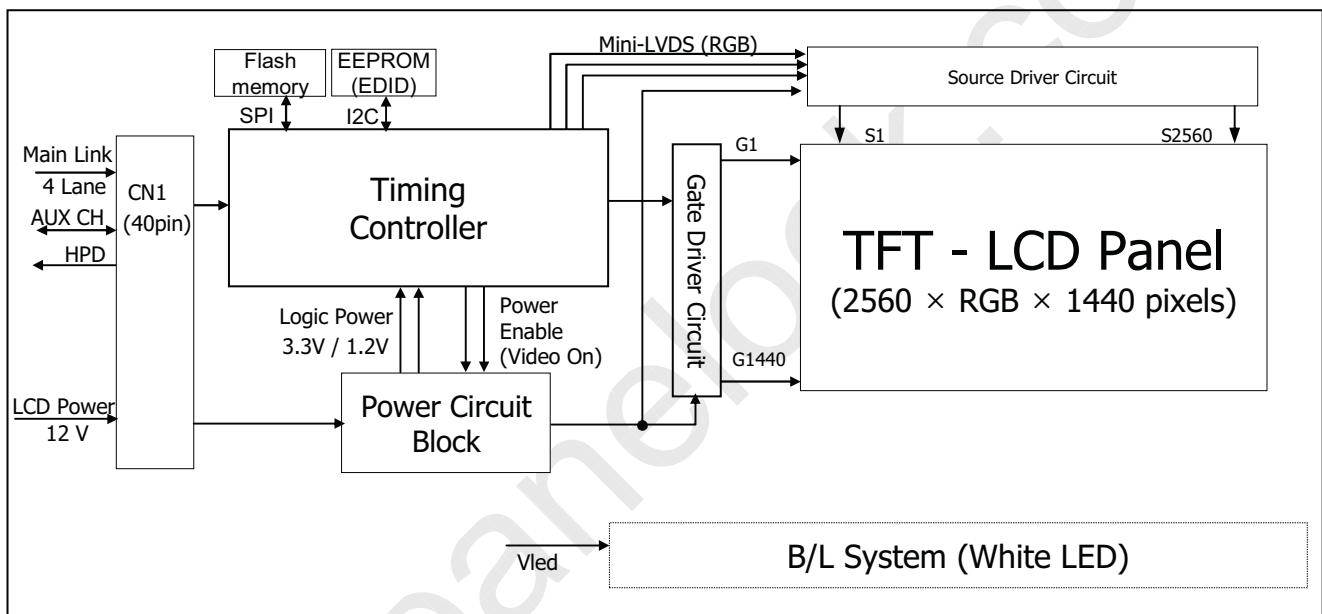 Mini-LVDS (RGB)
Flash
memory
EEPROM
(EDID)
Source Driver Circuit
SPI
I2C
S1
S2560
Main Link
4 Lane
AUX CH
HPD
CN1
(40pin)
Timing
Controller
G1
Gate Driver Circuit
G1440
TFT - LCD Panel
(2560 × RGB × 1440 pixels)
Logic Power
3.3V / 1.2V
Power
Enable
(Video On)
LCD Power
12 V
Power Circuit
Block
Vled
B/L System (White LED)
panelook.co